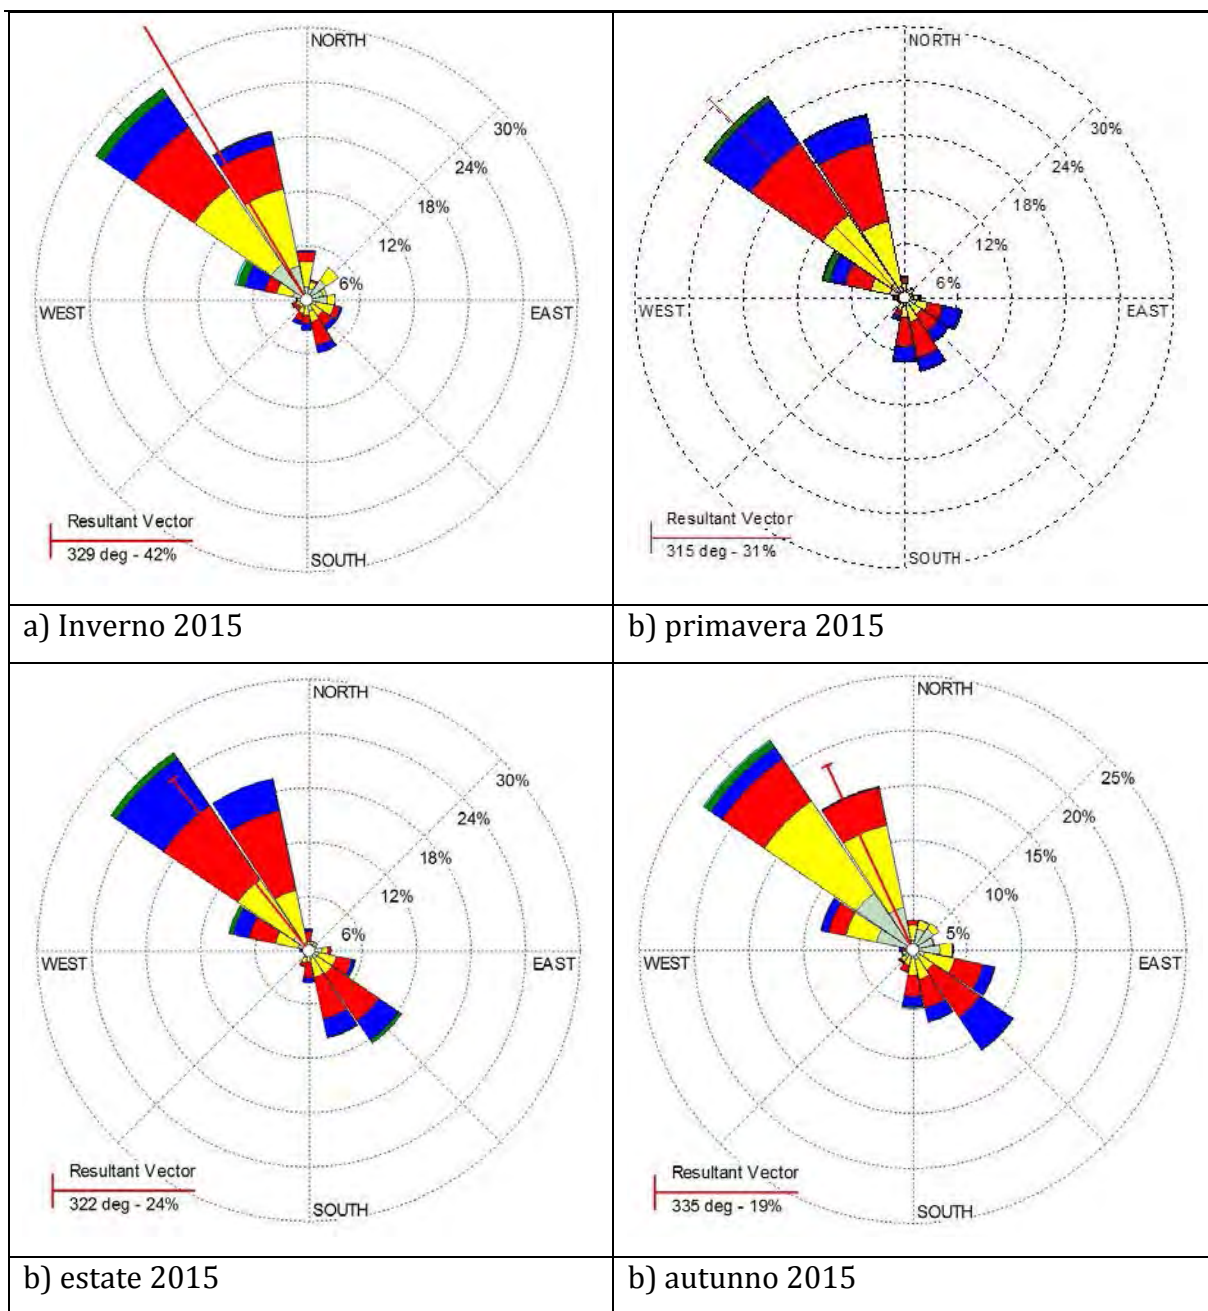 NORTH
30%
24%
18%
12%
6%
WEST
EAST
Resultant Vector
329 deg - 42%
SOUTH
NORTH
30%
24%
18%
12%
6%
WEST
EAST
Resultant Vector
315 deg - 31%
SOUTH
a) Inverno 2015
b) primavera 2015
NORTH
30%
24%
18%
12%
6%
WEST
EAST
Resultant Vector
322 deg - 24%
SOUTH
NORTH
25%
20%
15%
10%
5%
WEST
EAST
Resultant Vector
335 deg - 19%
SOUTH
b) estate 2015
b) autunno 2015